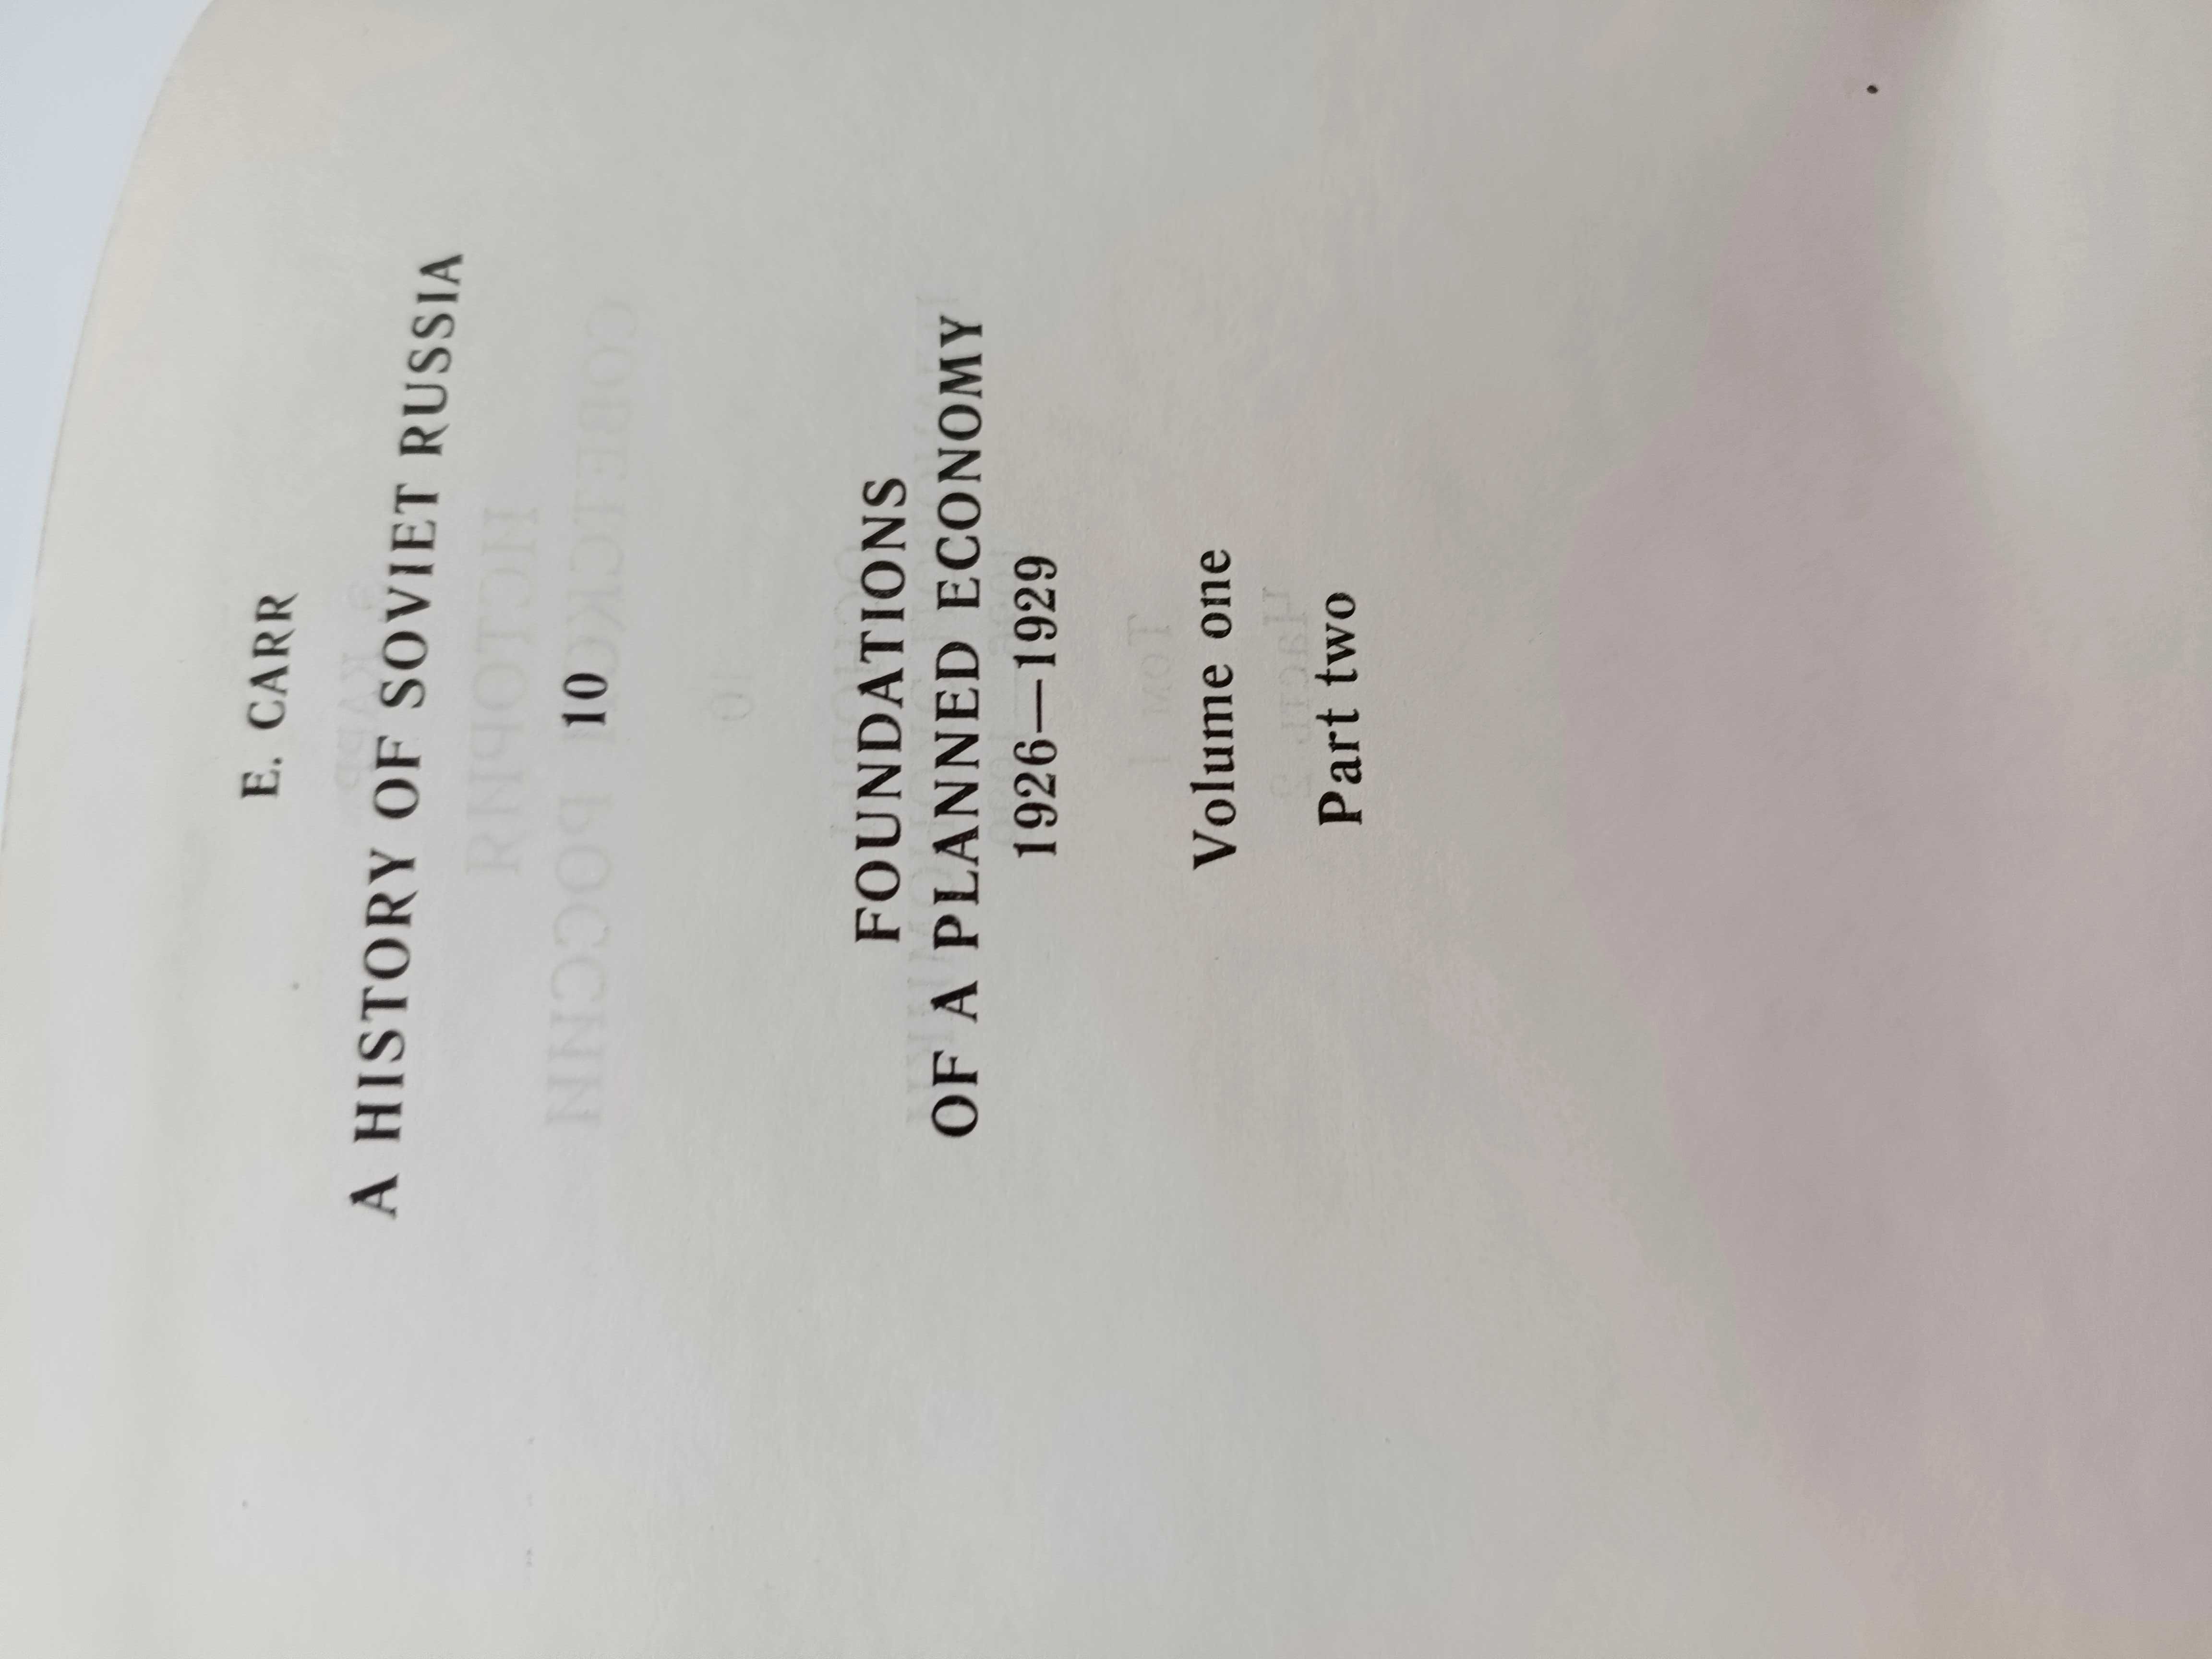 E. CARR
A HISTORY OF SOVIET RUSSIA
10
FOUNDATIONS
OF A PLANNED ECONOMY
1926—1929
Volume one
Part two